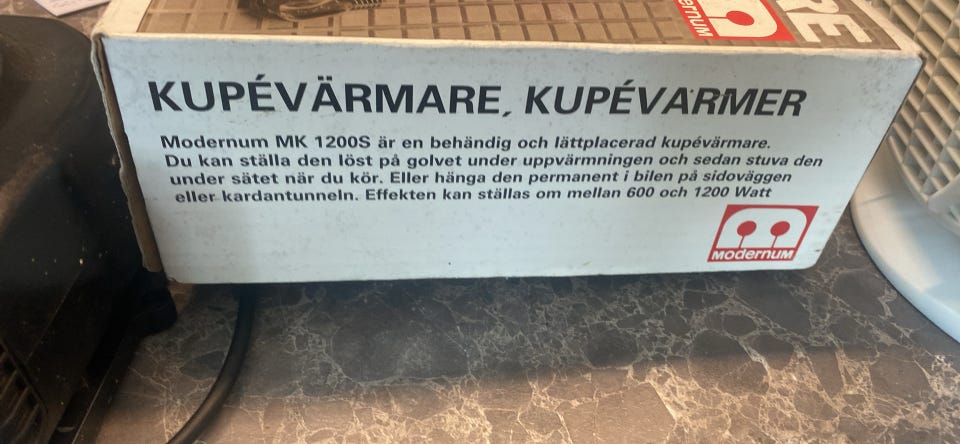 ernum
RE
KUPÉVÄRMARE, KUPÉVARMER
Modernum MK 1200S är en behändig och lättplacerad kupévärmare.
Du kan ställa den löst på golvet under uppvärmningen och sedan stuva den
under sätet när du kör. Eller hänga den permanent i bilen på sidoväggen
eller kardantunneln. Effekten kan ställas om mellan 600 och 1200 Watt
modernum